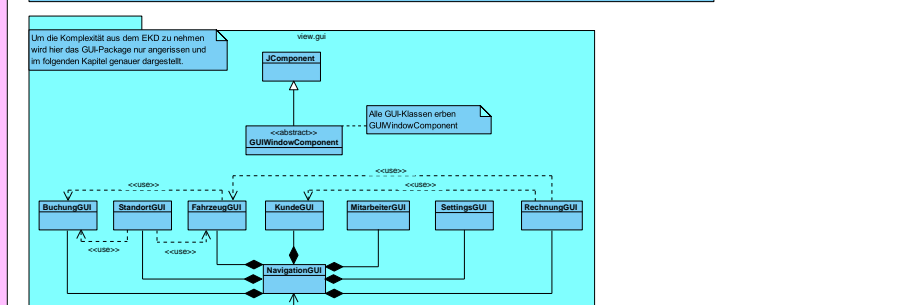 view.gui
Um die Komplexität aus dem EKD zu nehmen
wird hier das GUI-Package nur angerissen und
im folgenden Kapitel genauer dargestellt.
JComponent
Alle GUI-Klassen erben
GUIWindowComponent
<<abstract>>
GUIWindowComponent
<<use>>
<<use>>
<<use>>
BuchungGUI
StandortGUI
FahrzeugGUI
KundeGUI
MitarbeiterGUI
SettingsGUI
RechnungGUI
<<use>>
<<use>>
NavigationGUI